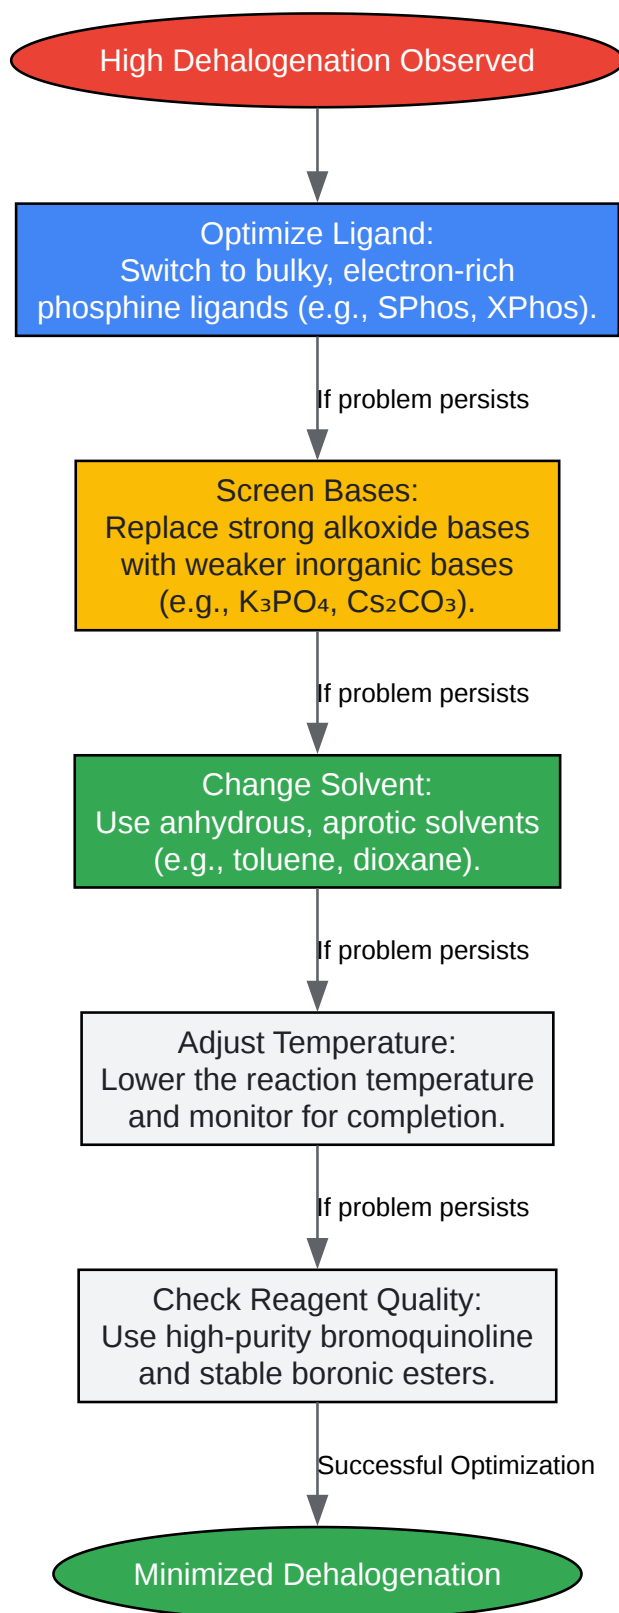 High Dehalogenation Observed
Optimize Ligand:
Switch to bulky, electron-rich
phosphine ligands (e.g., SPhos, XPhos).
If problem persists
Screen Bases:
Replace strong alkoxide bases
with weaker inorganic bases
(e.g., K₃PO₄, Cs₂CO₃).
If problem persists
Change Solvent:
Use anhydrous, aprotic solvents
(e.g., toluene, dioxane).
If problem persists
Adjust Temperature:
Lower the reaction temperature
and monitor for completion.
If problem persists
Check Reagent Quality:
Use high-purity bromoquinoline
and stable boronic esters.
Successful Optimization
Minimized Dehalogenation